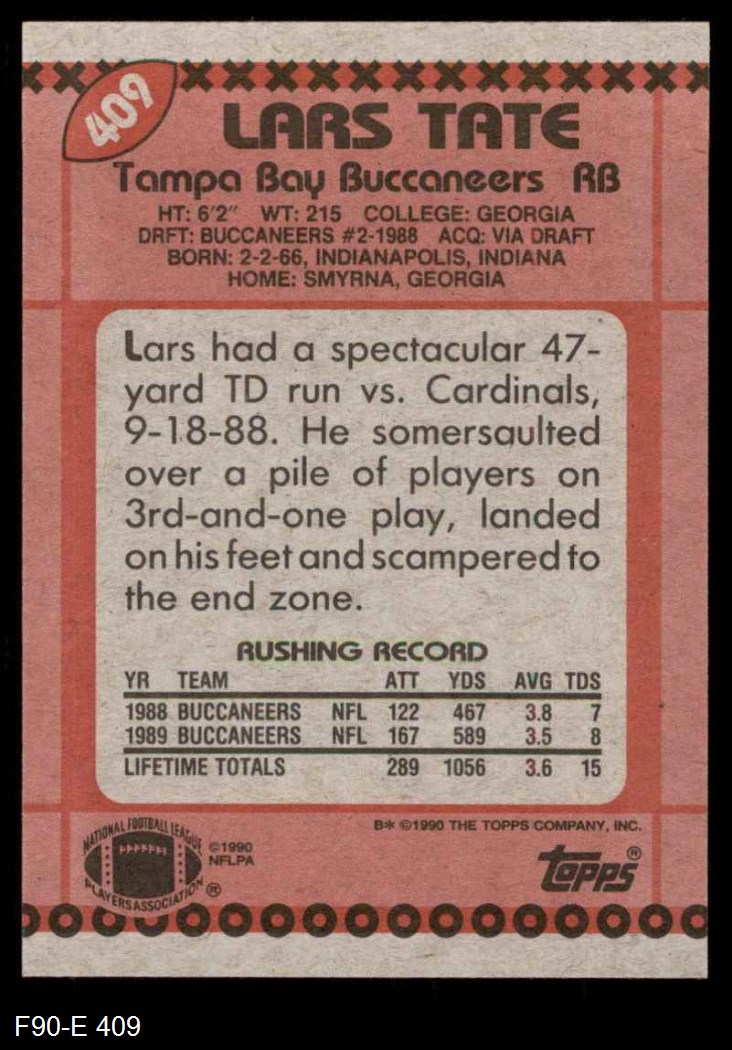 409
LARS TATE
Tampa Bay Buccaneers RB
HT: 6'2" WT: 215 COLLEGE: GEORGIA
DRFT: BUCCANEERS #2-1988 ACQ: VIA DRAFT
BORN: 2-2-66, INDIANAPOLIS, INDIANA
HOME: SMYRNA, GEORGIA
Lars had a spectacular 47-
yard TD run vs. Cardinals,
9-18-88. He somersaulted
over a pile of players on
3rd-and-one play, landed
on his feet and scampered to
the end zone.
RUSHING RECORD
YR TEAM ATT YDS AVG TDS
1988 BUCCANEERS NFL 122 467 3.8 7
1989 BUCCANEERS NFL 167 589 3.5 8
LIFETIME TOTALS 289 1056 3.6 15
B* ©1990 THE TOPPS COMPANY, INC.
NATIONAL FOOTBALL LEAGUE
PLAYERS ASSOCIATION ®
©1990
NFLPA
Topps®
F90-E 409